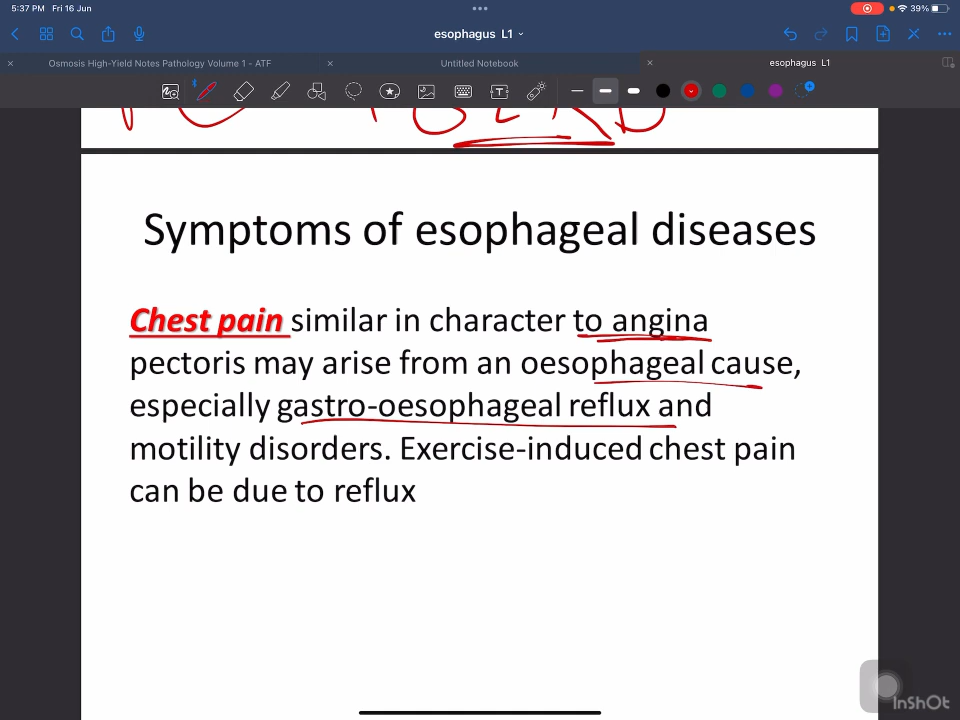 5:37 PM Fri 16 Jun
39%
esophagus L1
Osmosis High-Yield Notes Pathology Volume 1 - ATF
Untitled Notebook
esophagus L1
Symptoms of esophageal diseases
Chest pain similar in character to angina
pectoris may arise from an oesophageal cause,
especially gastro-oesophageal reflux and
motility disorders. Exercise-induced chest pain
can be due to reflux
InShOt